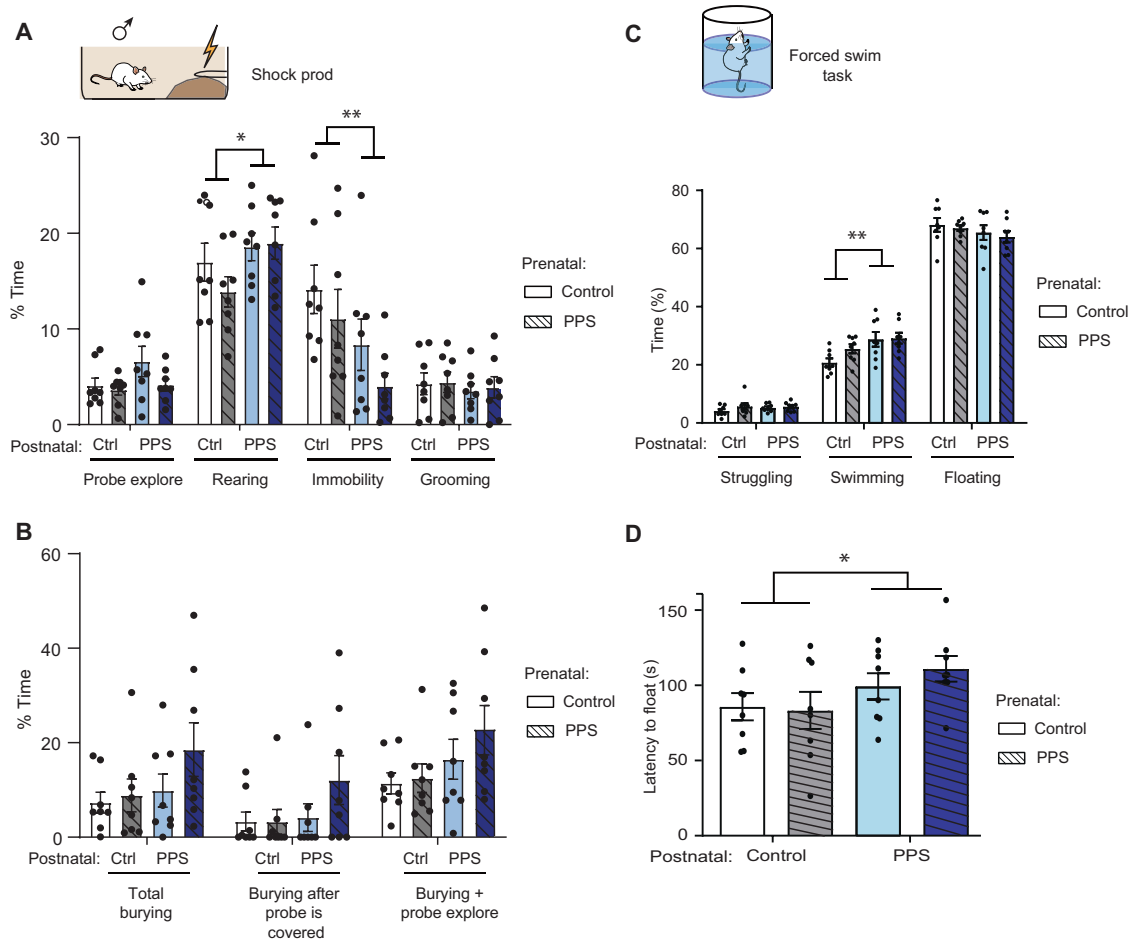 A
♂
Shock prod
30
20
10
0
% Time
*
**
Prenatal:
Control
PPS
Postnatal: Ctrl PPS Ctrl PPS Ctrl PPS Ctrl PPS
Probe explore Rearing Immobility Grooming
B
60
40
20
0
% Time
Prenatal:
Control
PPS
Postnatal: Ctrl PPS Ctrl PPS Ctrl PPS
Total
burying
Burying after
probe is
covered
Burying +
probe explore
C
Forced swim
task
80
60
40
20
0
Time (%)
**
Prenatal:
Control
PPS
Postnatal: Ctrl PPS Ctrl PPS Ctrl PPS
Struggling Swimming Floating
D
*
150
100
50
0
Latency to float (s)
Prenatal:
Control
PPS
Postnatal: Control PPS